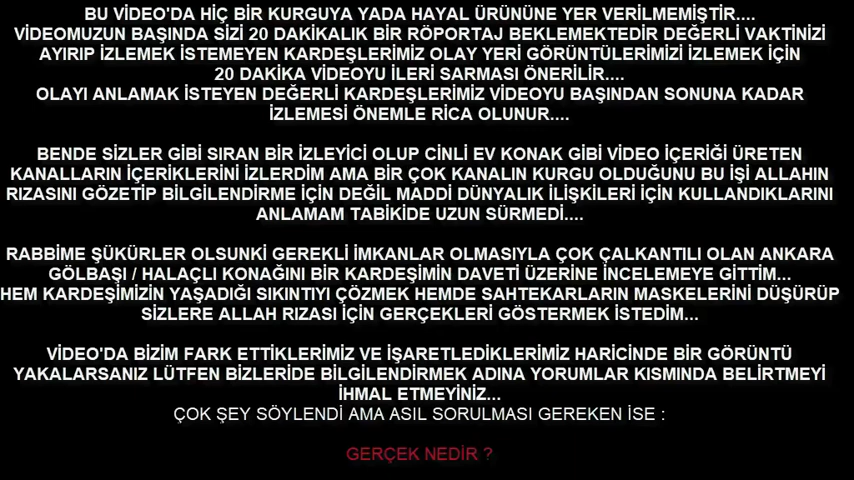 BU VİDEO'DA HİÇ BİR KURGUYA YADA HAYAL ÜRÜNÜNE YER VERİLMEMİŞTİR....
VİDEOMUZUN BAŞINDA SİZİ 20 DAKİKALIK BİR RÖPORTAJ BEKLEMEKTEDİR DEĞERLİ VAKTİNİZİ
AYIRIP İZLEMEK İSTEMEYEN KARDEŞLERİMİZ OLAY YERİ GÖRÜNTÜLERİMİZİ İZLEMEK İÇİN
20 DAKİKA VİDEOYU İLERİ SARMASI ÖNERİLİR....
OLAYI ANLAMAK İSTEYEN DEĞERLİ KARDEŞLERİMİZ VİDEOYU BAŞINDAN SONUNA KADAR
İZLEMESİ ÖNEMLE RİCA OLUNUR....
BENDE SİZLER GİBİ SIRAN BİR İZLEYİCİ OLUP CİNLİ EV KONAK GİBİ VİDEO İÇERİĞİ ÜRETEN
KANALLARIN İÇERİKLERİNİ İZLERDİM AMA BİR ÇOK KANALIN KURGU OLDUĞUNU BU İŞİ ALLAHIN
RIZASINI GÖZETİP BİLGİLENDİRME İÇİN DEĞİL MADDİ DÜNYALIK İLİŞKİLERİ İÇİN KULLANDIKLARINI
ANLAMAM TABİKİDE UZUN SÜRMEDİ....
RABBİME ŞÜKÜRLER OLSUNKİ GEREKLİ İMKANLAR OLMASIYLA ÇOK ÇALKANTILI OLAN ANKARA
GÖLBAŞI / HALAÇLI KONAĞINI BİR KARDEŞİMİN DAVETİ ÜZERİNE İNCELEMEYE GİTTİM...
HEM KARDEŞİMİZİN YAŞADIĞI SIKINTIYI ÇÖZMEK HEMDE SAHTEKARLARIN MASKELERİNİ DÜŞÜRÜP
SİZLERE ALLAH RIZASI İÇİN GERÇEKLERİ GÖSTERMEK İSTEDİM...
VİDEO'DA BİZİM FARK ETTİKLERİMİZ VE İŞARETLEDİKLERİMİZ HARİCİNDE BİR GÖRÜNTÜ
YAKALARSANIZ LÜTFEN BİZLERİDE BİLGİLENDİRMEK ADINA YORUMLAR KISMINDA BELİRTMEYİ
İHMAL ETMEYİNİZ...
ÇOK ŞEY SÖYLENDİ AMA ASIL SORULMASI GEREKEN İSE :
GERÇEK NEDİR ?